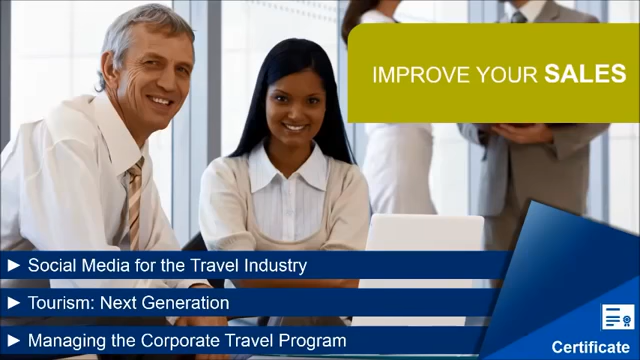 IMPROVE YOUR SALES
► Social Media for the Travel Industry
► Tourism: Next Generation
► Managing the Corporate Travel Program
Certificate